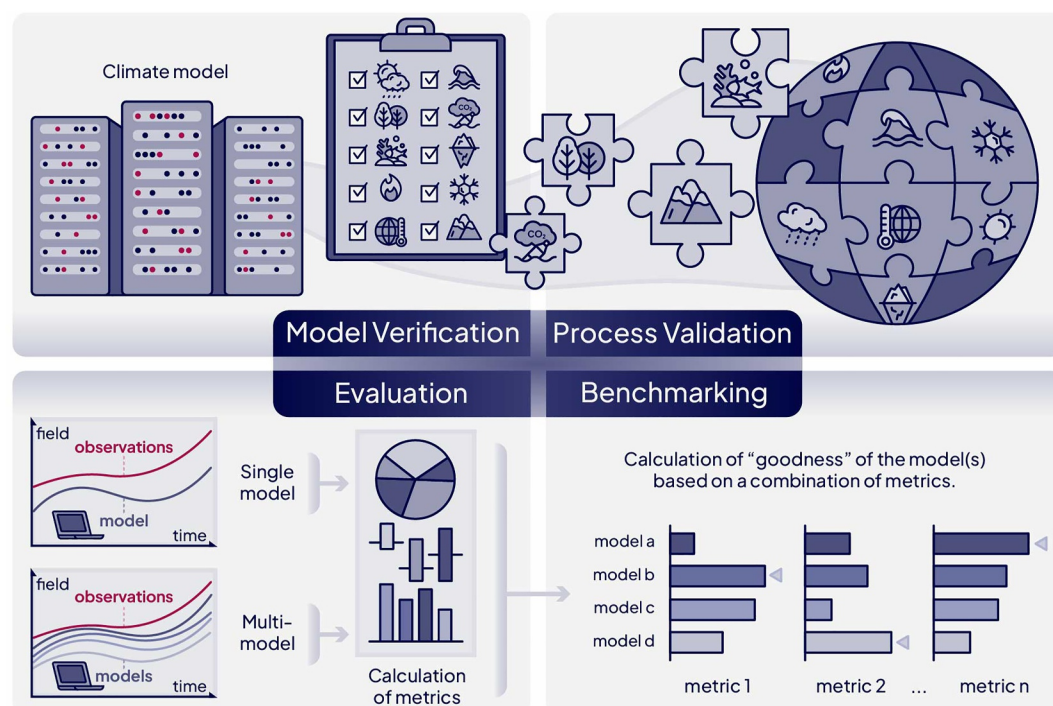 Climate model
CO₂
CO₂
Model Verification
Process Validation
Evaluation
Benchmarking
field
observations
model
time
Single
model
field
observations
models
time
Multi-
model
Calculation
of metrics
Calculation of “goodness” of the model(s)
based on a combination of metrics.
model a
model b
model c
model d
metric 1
metric 2
...
metric n